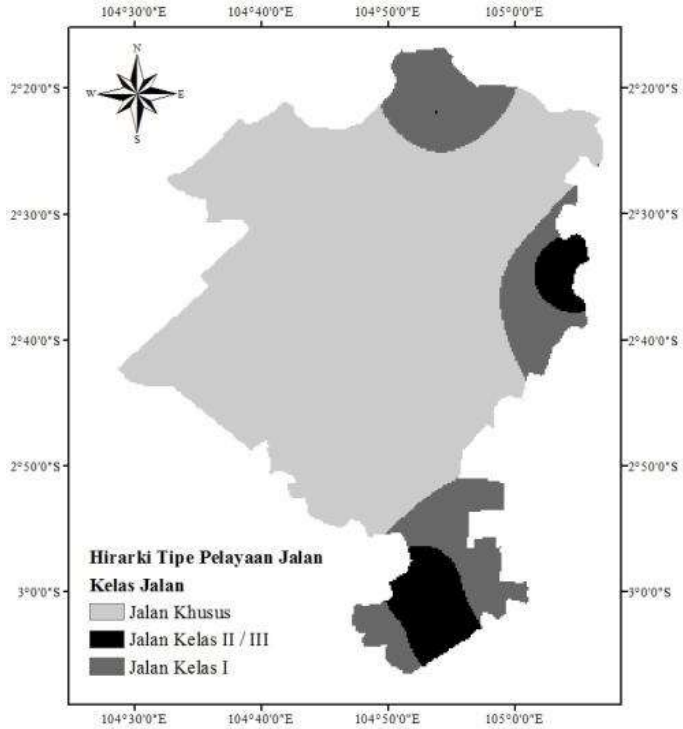 104°30'0"E 104°40'0"E 104°50'0"E 105°0'0"E
N
W E
S
2°20'0"S 2°20'0"S
2°30'0"S 2°30'0"S
2°40'0"S 2°40'0"S
2°50'0"S 2°50'0"S
3°0'0"S 3°0'0"S
Hirarki Tipe Pelayaan Jalan
Kelas Jalan
Jalan Khusus
Jalan Kelas II / III
Jalan Kelas I
104°30'0"E 104°40'0"E 104°50'0"E 105°0'0"E